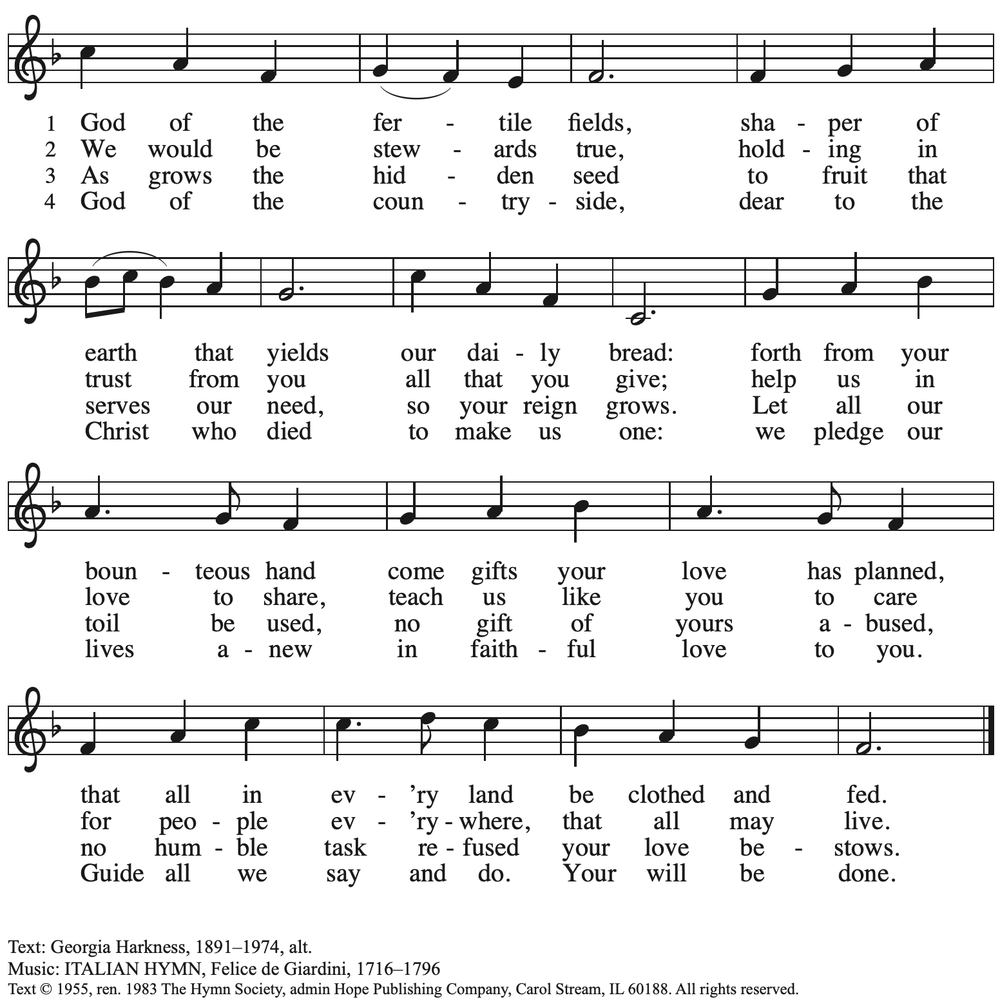 1 God of the fer - tile fields, sha - per of
2 We would be stew - ards true, hold - ing in
3 As grows the hid - den seed to fruit that
4 God of the coun - try - side, dear to the
earth that yields our dai - ly bread: forth from your
trust from you all that you give; help us in
serves our need, so your reign grows. Let all our
Christ who died to make us one: we pledge our
boun - teous hand come gifts your love has planned,
love to share, teach us like you to care
toil be used, no gift of yours a - bused,
lives a - new in faith - ful love to you.
that all in ev - ’ry land be clothed and fed.
for peo - ple ev - ’ry - where, that all may live.
no hum - ble task re - fused your love be - stows.
Guide all we say and do. Your will be done.
Text: Georgia Harkness, 1891–1974, alt.
Music: ITALIAN HYMN, Felice de Giardini, 1716–1796
Text © 1955, ren. 1983 The Hymn Society, admin Hope Publishing Company, Carol Stream, IL 60188. All rights reserved.